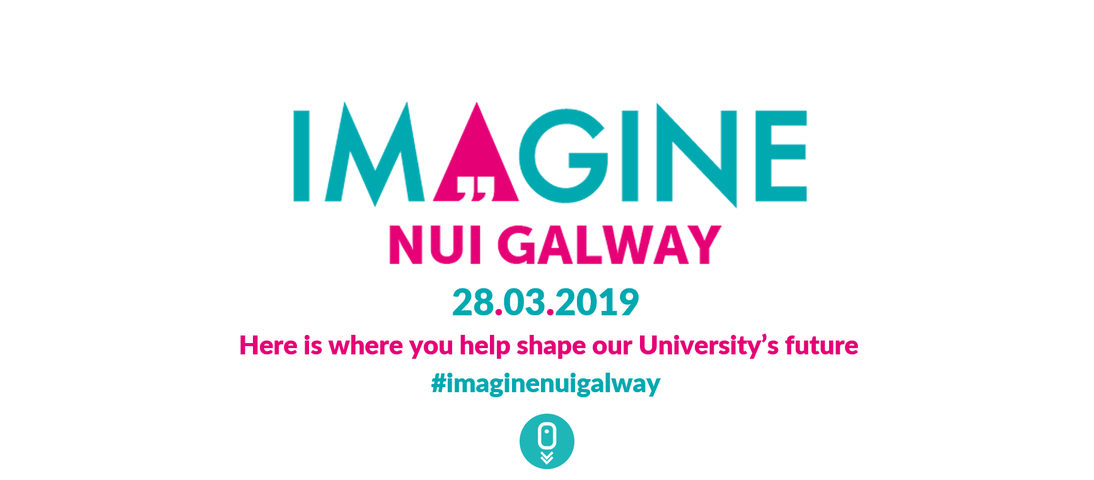 IMAGINE
NUI GALWAY
28.03.2019
Here is where you help shape our University’s future
#imaginenuigalway